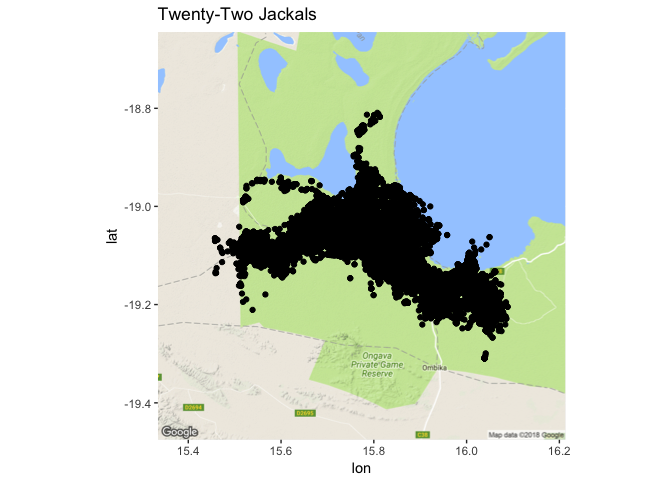 Twenty-Two Jackals
-18.8
-19.0
lat
-19.2
Ongava
Private Game
Reserve
Ombika
-19.4
D2694
D2695
C38
Google
Map data ©2018 Google
15.4
15.6
15.8
16.0
16.2
lon